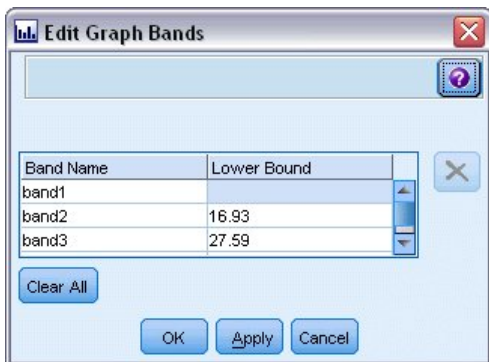 Edit Graph Bands
Band Name Lower Bound
band1
band2 16.93
band3 27.59
Clear All
OK Apply Cancel